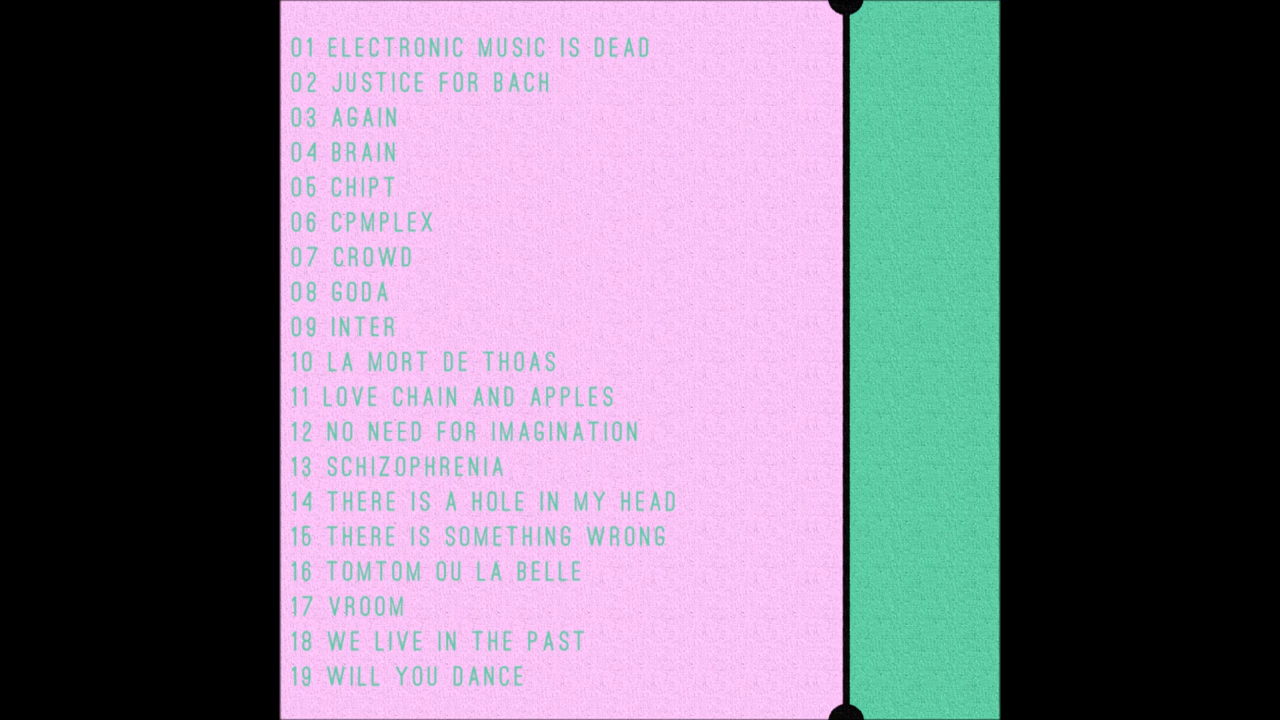 01 ELECTRONIC MUSIC IS DEAD
02 JUSTICE FOR BACH
03 AGAIN
04 BRAIN
05 CHIPT
06 CPMPLEX
07 CROWD
08 GODA
09 INTER
10 LA MORT DE THOAS
11 LOVE CHAIN AND APPLES
12 NO NEED FOR IMAGINATION
13 SCHIZOPHRENIA
14 THERE IS A HOLE IN MY HEAD
15 THERE IS SOMETHING WRONG
16 TOMTOM OU LA BELLE
17 VROOM
18 WE LIVE IN THE PAST
19 WILL YOU DANCE